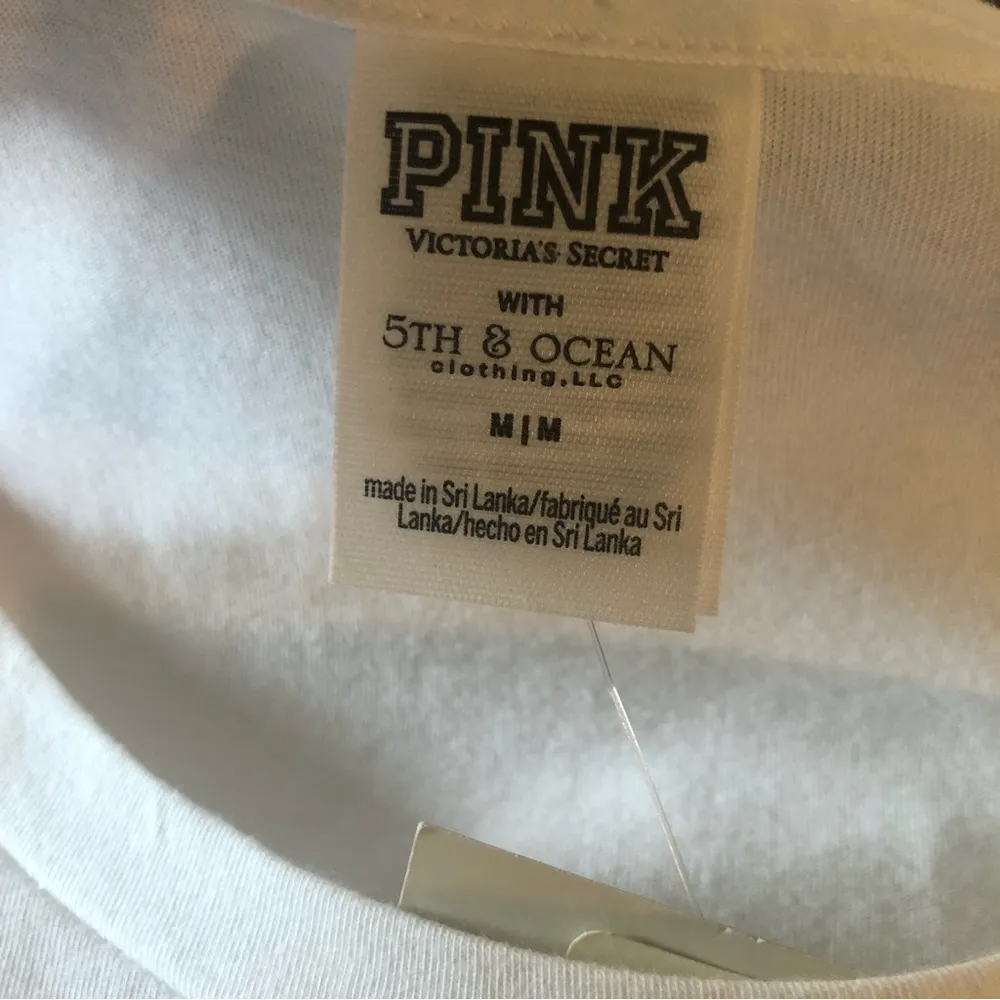 PINK
VICTORIA'S SECRET
WITH
5TH & OCEAN
clothing, LLC
M|M
made in Sri Lanka/fabriqué au Sri
Lanka/hecho en Sri Lanka